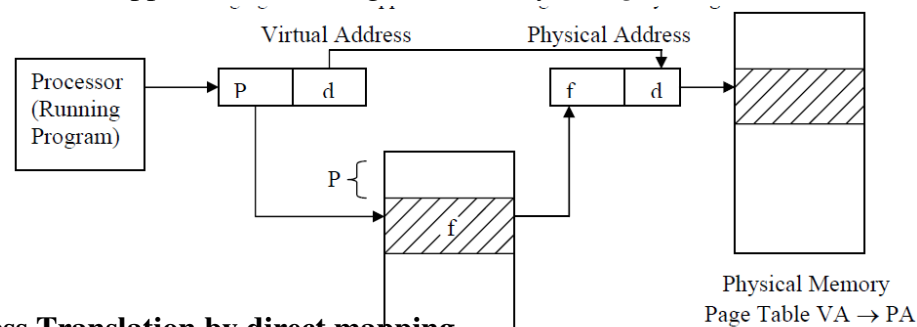 Virtual Address
Physical Address
Processor
(Running
Program)
P d
f d
P
f
Physical Memory
Page Table VA → PA
Translation by direct mapping